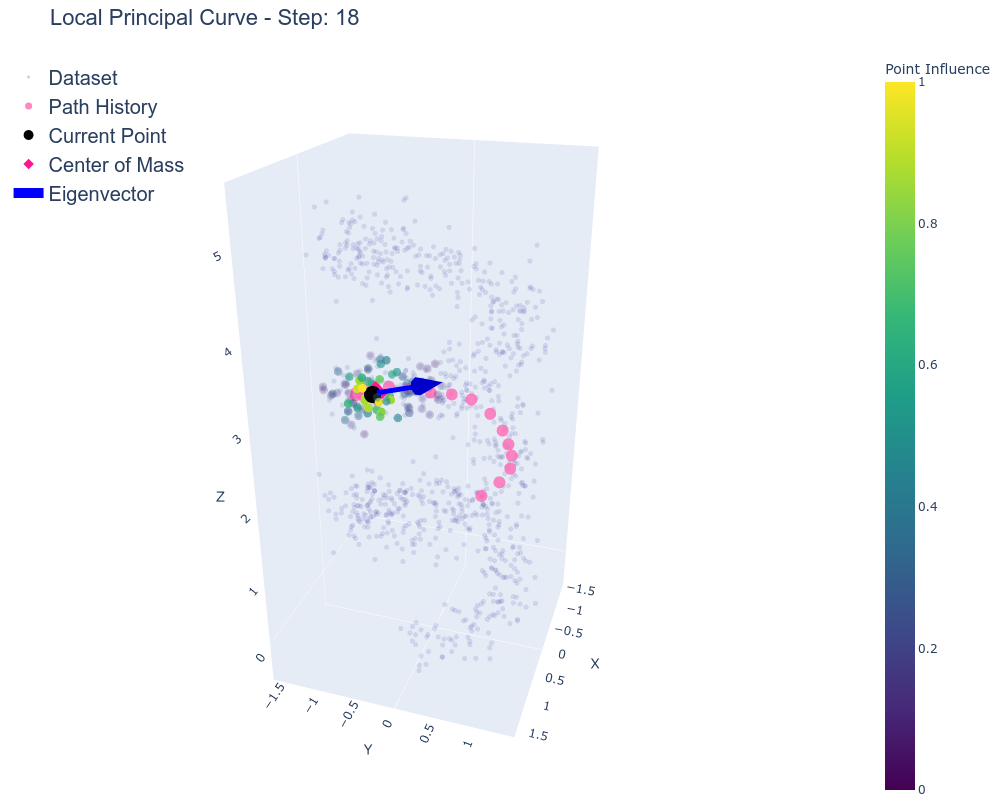 Local Principal Curve - Step: 18
Dataset
Path History
Current Point
Center of Mass
Eigenvector
Point Influence
1
0.8
0.6
0.4
0.2
0
5
4
3
Z
2
1
0
−1.5
−1
−0.5
0
0.5
1
Y
−1.5
−1
−0.5
0
X
0.5
1
1.5